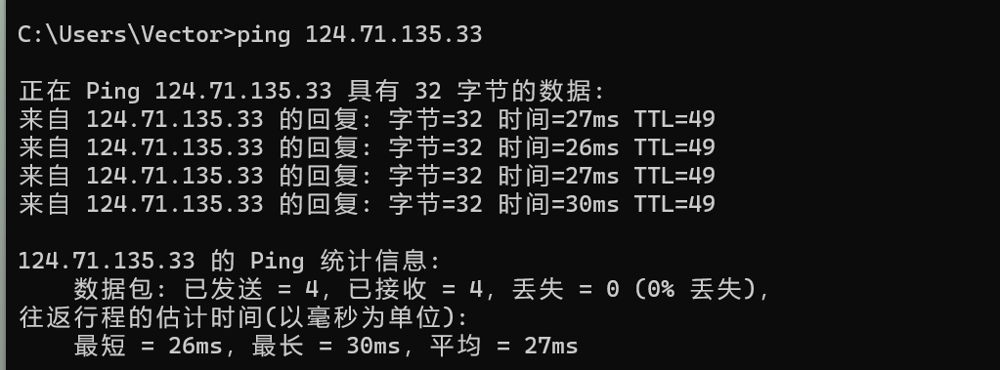 C:\Users\Vector>ping 124.71.135.33
正在 Ping 124.71.135.33 具有 32 字节的数据:
来自 124.71.135.33 的回复: 字节=32 时间=27ms TTL=49
来自 124.71.135.33 的回复: 字节=32 时间=26ms TTL=49
来自 124.71.135.33 的回复: 字节=32 时间=27ms TTL=49
来自 124.71.135.33 的回复: 字节=32 时间=30ms TTL=49
124.71.135.33 的 Ping 统计信息:
数据包: 已发送 = 4, 已接收 = 4, 丢失 = 0 (0% 丢失),
往返行程的估计时间(以毫秒为单位):
最短 = 26ms, 最长 = 30ms, 平均 = 27ms